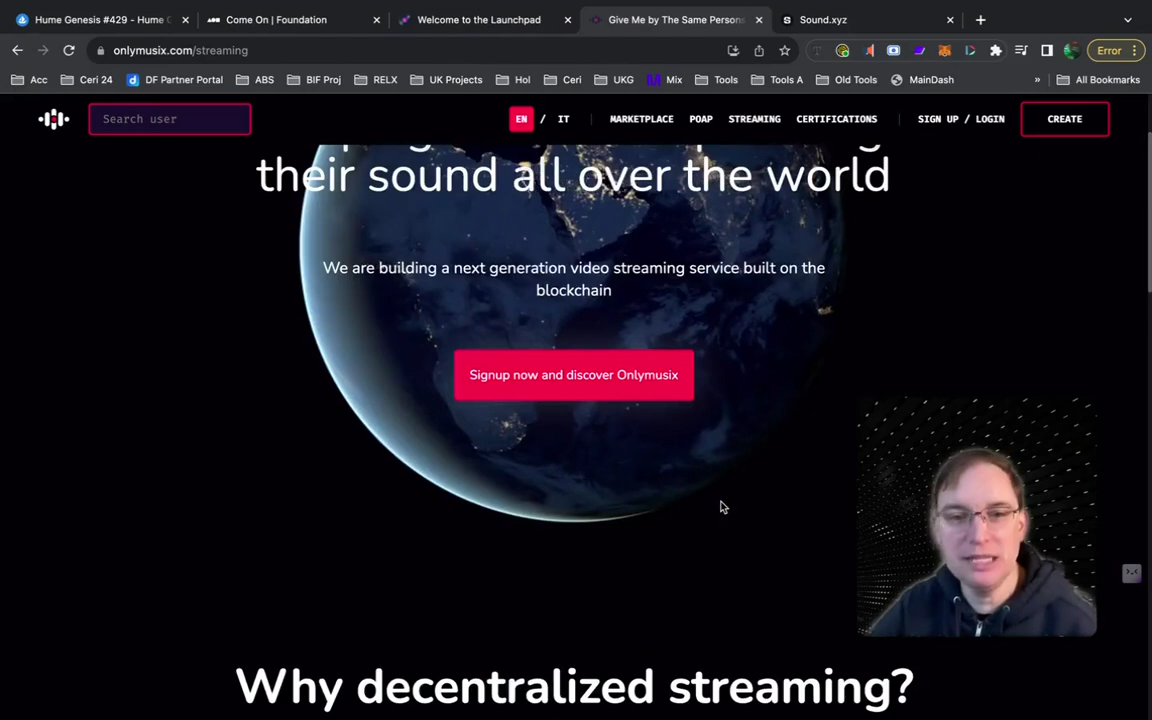 Hume Genesis #429 - Hume G
Come On | Foundation
Welcome to the Launchpad
Give Me by The Same Persons
Sound.xyz
onlymusix.com/streaming
Error
Acc
Ceri 24
DF Partner Portal
ABS
BIF Proj
RELX
UK Projects
Hol
Ceri
UKG
Mix
Tools
Tools A
Old Tools
MainDash
»
All Bookmarks
Search user
EN / IT
MARKETPLACE
POAP
STREAMING
CERTIFICATIONS
SIGN UP / LOGIN
CREATE
their sound all over the world
We are building a next generation video streaming service built on the
blockchain
Signup now and discover Onlymusix
Why decentralized streaming?